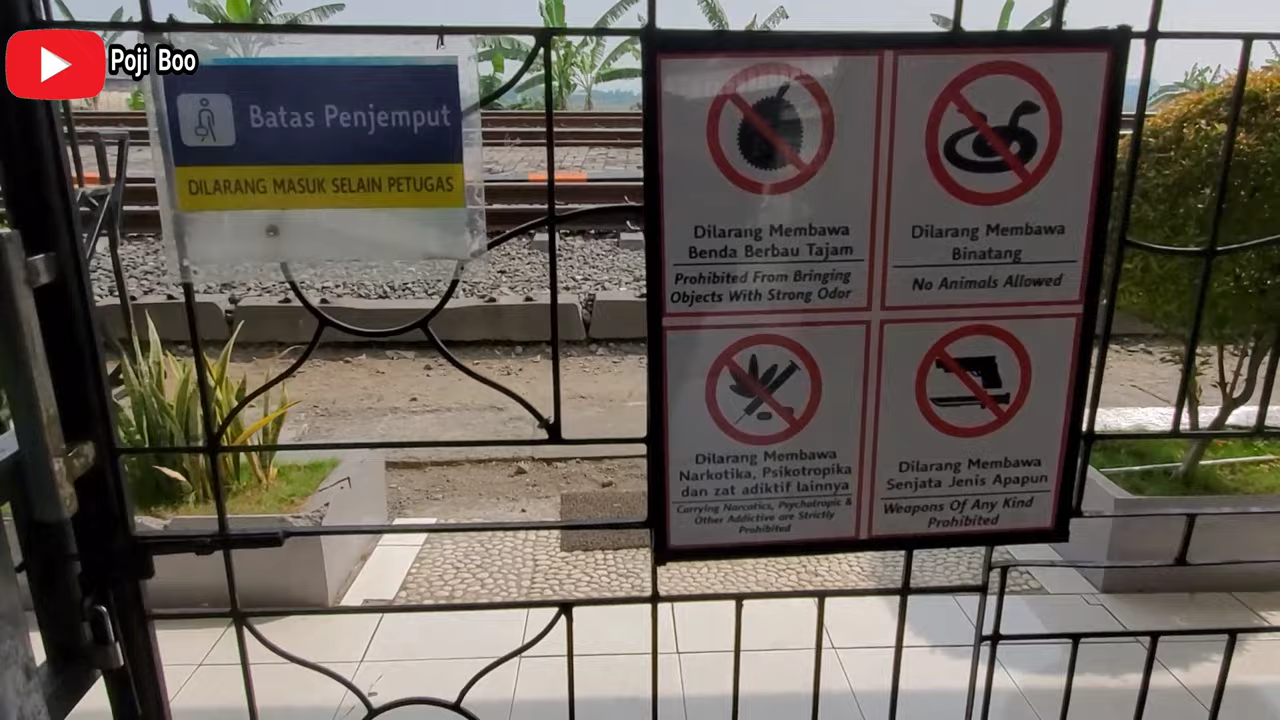 Poji Boo
Batas Penjemput
DILARANG MASUK SELAIN PETUGAS
Dilarang Membawa
Benda Berbau Tajam
Prohibited From Bringing
Objects With Strong Odor
Dilarang Membawa
Binatang
No Animals Allowed
Dilarang Membawa
Narkotika, Psikotropika
dan zat adiktif lainnya
Carrying Narcotics, Psychotropic &
Other Addictive are Strictly
Prohibited
Dilarang Membawa
Senjata Jenis Apapun
Weapons Of Any Kind
Prohibited